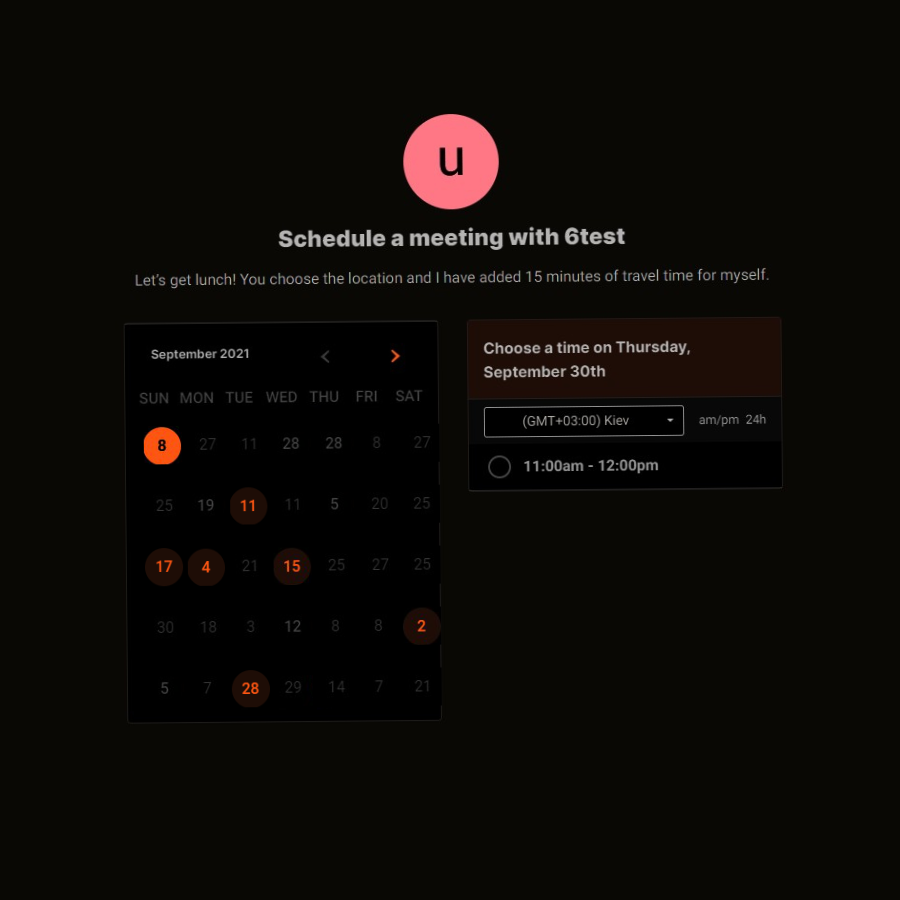 u
Schedule a meeting with 6test
Let's get lunch! You choose the location and I have added 15 minutes of travel time for myself.
September 2021
SUN MON TUE WED THU FRI SAT
8 27 11 28 28 8 27
25 19 11 11 5 20 25
17 4 21 15 25 27 25
30 18 3 12 8 8 2
5 7 28 29 14 7 21
Choose a time on Thursday,
September 30th
(GMT+03:00) Kiev am/pm 24h
11:00am - 12:00pm